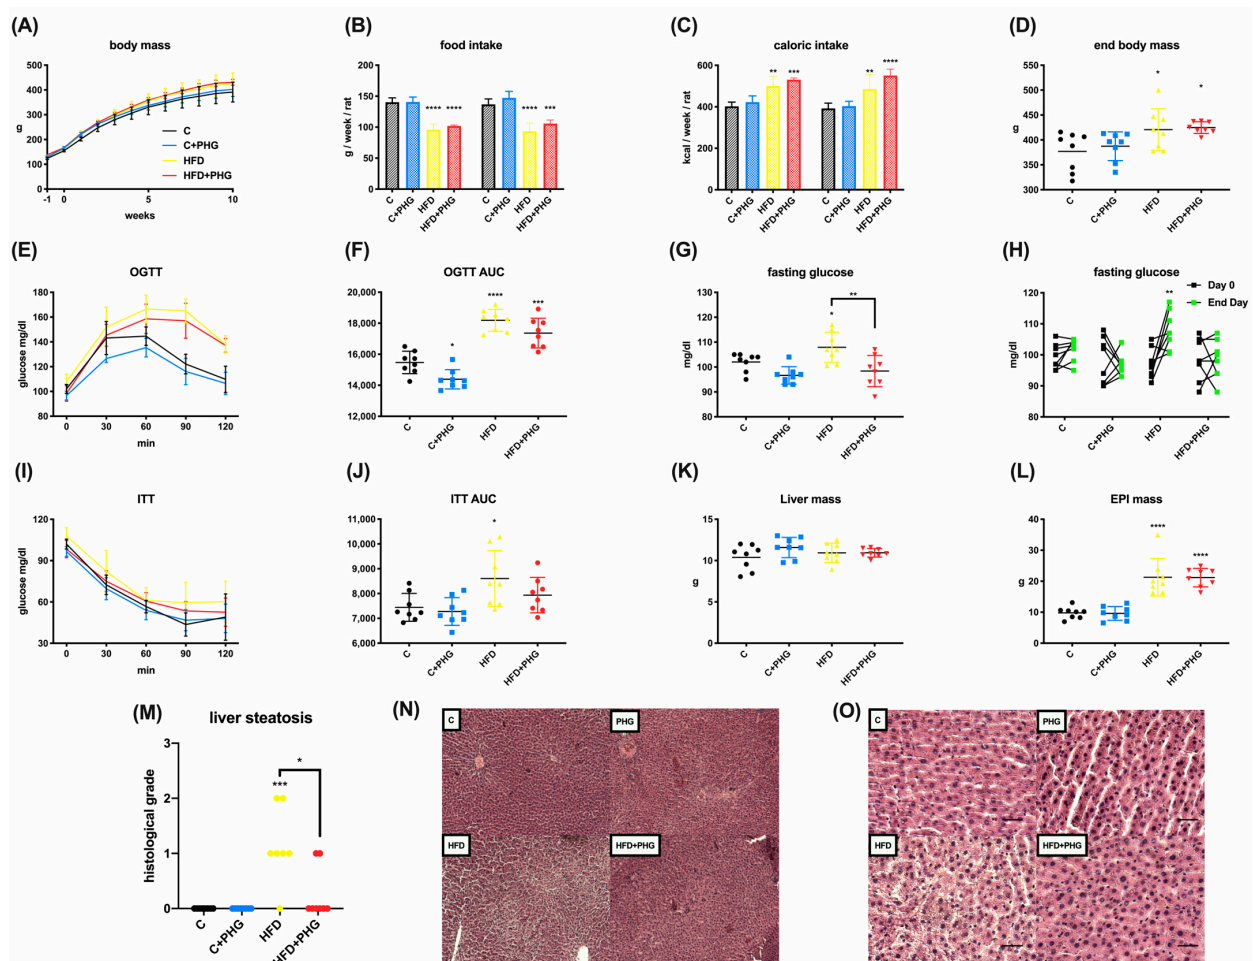 (A)
body mass
500
400
300
200
100
0
g
-1
0
5
10
weeks
C
C+PHG
HFD
HFD+PHG
(B)
food intake
200
150
100
50
0
g / week / rat
**** ****
**** ***
C
C+PHG
HFD
HFD+PHG
C
C+PHG
HFD
HFD+PHG
(C)
caloric intake
600
400
200
0
kcal / week / rat
** ***
** ****
C
C+PHG
HFD
HFD+PHG
C
C+PHG
HFD
HFD+PHG
(D)
end body mass
550
500
450
400
350
300
g
* *
C
C+PHG
HFD
HFD+PHG
(E)
OGTT
180
160
140
120
100
80
glucose mg/dl
0 30 60 90 120
min
(F)
OGTT AUC
20,000
18,000
16,000
14,000
12,000
* **** ***
C
C+PHG
HFD
HFD+PHG
(G)
fasting glucose
130
120
110
100
90
80
mg/dl
**
*
C
C+PHG
HFD
HFD+PHG
(H)
fasting glucose
Day 0
End Day
120
110
100
90
80
mg/dl
**
C
C+PHG
HFD
HFD+PHG
(I)
ITT
120
90
60
30
glucose mg/dl
0 30 60 90 120
min
(J)
ITT AUC
11,000
10,000
9,000
8,000
7,000
6,000
*
C
C+PHG
HFD
HFD+PHG
(K)
Liver mass
15
10
5
0
g
C
C+PHG
HFD
HFD+PHG
(L)
EPI mass
40
30
20
10
0
g
**** ****
C
C+PHG
HFD
HFD+PHG
(M)
liver steatosis
3
2
1
0
histological grade
*
***
C
C+PHG
HFD
HFD+PHG
(N)
C
PHG
HFD
HFD+PHG
(O)
C
PHG
HFD
HFD+PHG